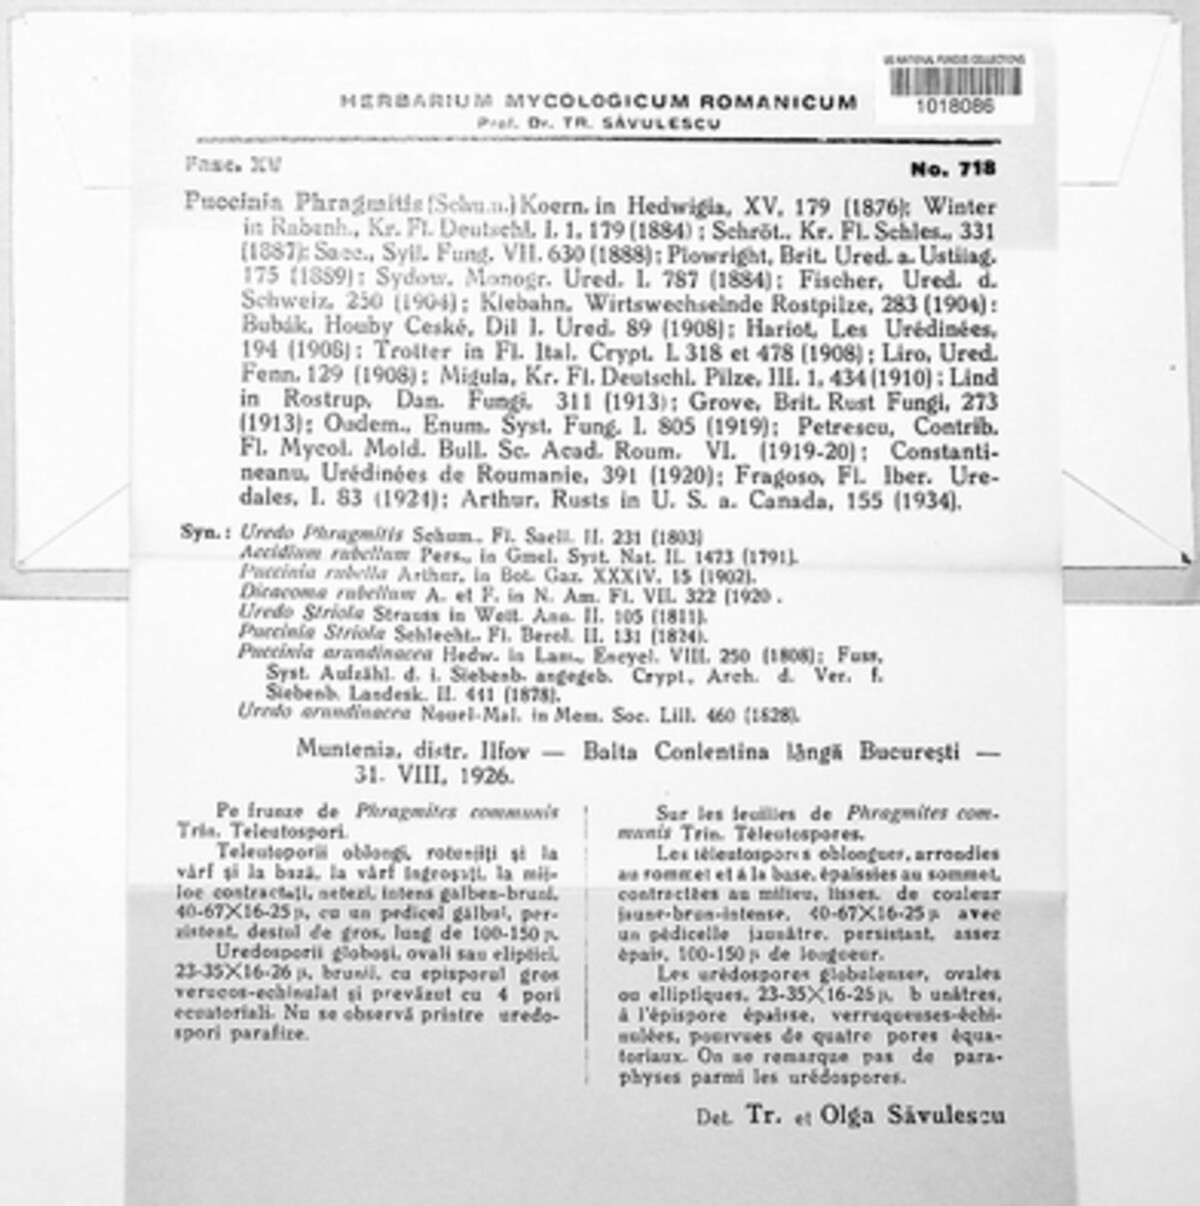 US NATIONAL FUNGUS COLLECTIONS
1018086
HERBARIUM MYCOLOGICUM ROMANICUM
Prof. Dr. TR. SĂVULESCU
Fasc. XV
No. 718
Puccinia Phragmitis (Schum.) Koern. in Hedwigia, XV, 179 (1876); Winter
in Rabenh., Kr. Fl. Deutschl. I. 1, 179 (1884); Schröt., Kr. Fl. Schles., 331
(1887); Sacc., Syll. Fung. VII. 630 (1888); Plowright, Brit. Ured. a. Ustilag.
175 (1889); Sydow, Monogr. Ured. I. 787 (1884); Fischer, Ured. d.
Schweiz, 250 (1904); Klebahn, Wirtswechselnde Rostpilze, 283 (1904):
Bubák, Houby Ceské, Dil I. Ured. 89 (1908); Hariot, Les Urédinées,
194 (1908); Trotter in Fl. Ital. Crypt. I. 318 et 478 (1908); Liro, Ured.
Fenn. 129 (1908); Migula, Kr. Fl. Deutschl. Pilze, III. 1, 434 (1910); Lind
in Rostrup, Dan. Fungi, 311 (1913); Grove, Brit. Rust Fungi, 273
(1913); Oudem., Enum. Syst. Fung. I. 805 (1919); Petrescu, Contrib.
Fl. Mycol. Mold. Bull. Sc. Acad. Roum. VI. (1919-20); Constanti-
neanu, Urédinées de Roumanie, 391 (1920); Fragoso, Fl. Iber. Ure-
dales, I. 83 (1924); Arthur, Rusts in U. S. a. Canada, 155 (1934).
Syn.: Uredo Phragmitis Schum., Fl. Saell. II. 231 (1803)
Aecidium rubellum Pers., in Gmel. Syst. Nat. II. 1473 (1791).
Puccinia rubella Arthur, in Bot. Gaz. XXXIV. 15 (1902).
Dicaeoma rubellum A. et F. in N. Am. Fl. VII. 322 (1920.
Uredo Striola Strauss in Wett. Ann. II. 105 (1811).
Puccinia Striola Schlecht., Fl. Berol. II. 131 (1824).
Puccinia arundinacea Hedw. in Lam., Encycl. VIII. 250 (1808); Fuss,
Syst. Aufzähl. d. i. Siebenb. angegeb. Crypt., Arch. d. Ver. f.
Siebenb. Landesk. II. 441 (1878).
Uredo arundinacea Nouel-Mal. in Mem. Soc. Lill. 460 (1828).
Muntenia, distr. Ilfov — Balta Conlentina lângă București —
31. VIII, 1926.
Pe frunze de Phragmites communis
Trin. Teleutospori.
Teleutoporii oblongi, rotunjiți și la
vârf și la bază, la vârf îngroșați, la mij-
loc contractați, netezi, intens galben-bruni,
40-67×16-25 µ, cu un pedicel gălbui, per-
zistent, destul de gros, lung de 100-150 µ.
Uredosporii globoși, ovali sau eliptici,
23-35×16-26 µ, brunii, cu episporul gros
verucos-echinulat și prevăzut cu 4 pori
ecuatoriali. Nu se observă printre uredo-
spori parafize.
Sur les feuilles de Phragmites com-
munis Trin. Téleutospores.
Les téleutospores oblongues, arrondies
au sommet et à la base, épaissies au sommet,
contractées au milieu, lisses, de couleur
jaune-brun-intense, 40-67×16-25 µ avec
un pédicelle jaunâtre, persistant, assez
épais, 100-150 µ de longueur.
Les urédospores globulenses, ovales
ou elliptiques, 23-35×16-25 µ, b unâtres,
à l'épispore épaisse, verruqueuses-échi-
nulées, pourvues de quatre pores équa-
toriaux. On ne remarque pas de para-
physes parmi les urédospores.
Det. Tr. et Olga Săvulescu